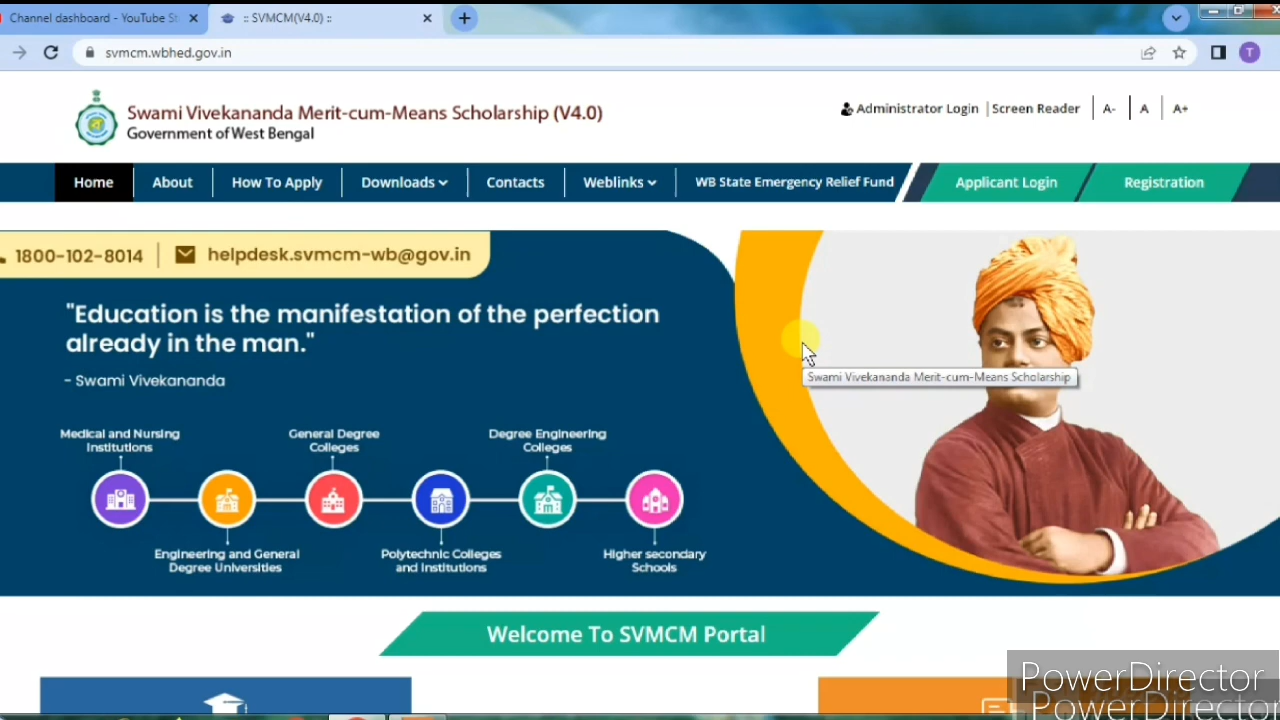 Channel dashboard - YouTube St
:: SVMCM(V4.0) ::
svmcm.wbhed.gov.in
T
Swami Vivekananda Merit-cum-Means Scholarship (V4.0)
Government of West Bengal
Administrator Login |Screen Reader A- A A+
Home About How To Apply Downloads Contacts Weblinks WB State Emergency Relief Fund Applicant Login Registration
1800-102-8014 helpdesk.svmcm-wb@gov.in
"Education is the manifestation of the perfection
already in the man."
- Swami Vivekananda
Swami Vivekananda Merit-cum-Means Scholarship
Medical and Nursing
Institutions
General Degree
Colleges
Degree Engineering
Colleges
Engineering and General
Degree Universities
Polytechnic Colleges
and Institutions
Higher secondary
Schools
Welcome To SVMCM Portal
PowerDirector
PowerDirector